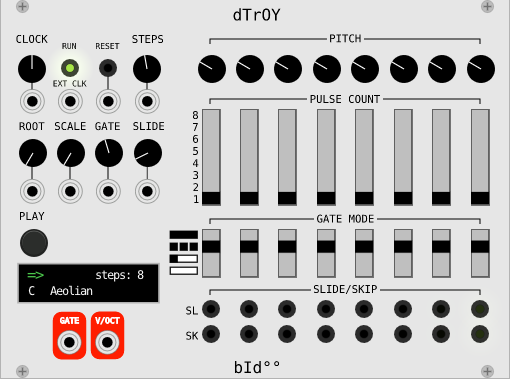 dTrOY
CLOCK RUN RESET STEPS
EXT CLK
PITCH
PULSE COUNT
8
7
6
5
4
3
2
1
ROOT SCALE GATE SLIDE
PLAY
GATE MODE
=> steps: 8
C Aeolian
SLIDE/SKIP
SL
SK
GATE V/OCT
bId°°